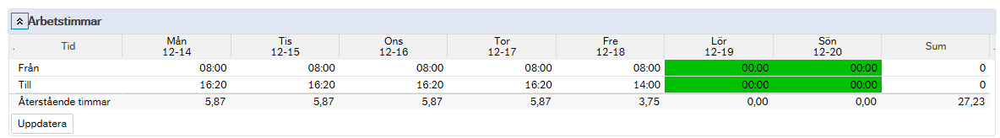 Arbetstimmar
Tid Mån 12-14 Tis 12-15 Ons 12-16 Tor 12-17 Fre 12-18 Lör 12-19 Sön 12-20 Sum
Från 08:00 08:00 08:00 08:00 08:00 00:00 00:00 0
Till 16:20 16:20 16:20 16:20 14:00 00:00 00:00 0
Återstående timmar 5,87 5,87 5,87 5,87 3,75 0,00 0,00 27,23
Uppdatera